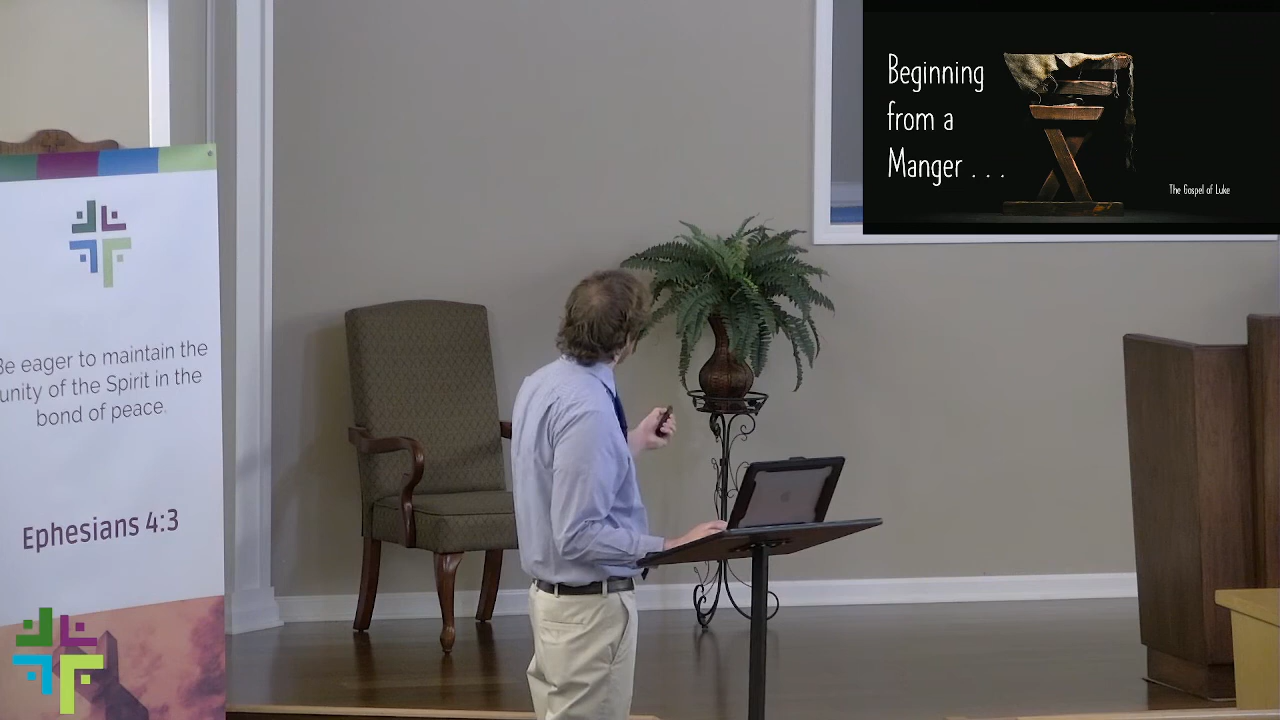 Beginning
from a
Manger . . .
The Gospel of Luke
Be eager to maintain the
unity of the Spirit in the
bond of peace.
Ephesians 4:3